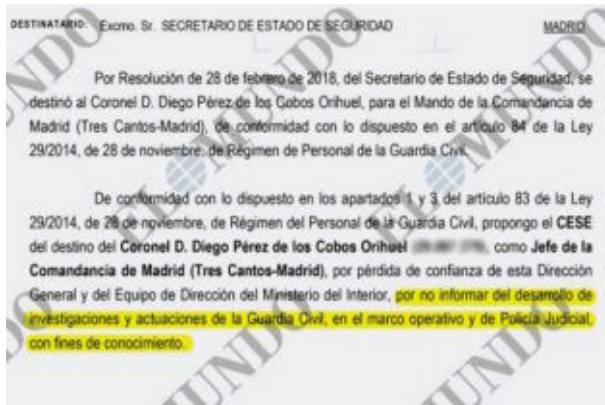 DESTINATARIO: Excmo. Sr. SECRETARIO DE ESTADO DE SEGURIDAD MADRID
Por Resolución de 28 de febrero de 2018, del Secretario de Estado de Seguridad, se
destinó al Coronel D. Diego Pérez de los Cobos Orihuel, para el Mando de la Comandancia de
Madrid (Tres Cantos-Madrid), de conformidad con lo dispuesto en el artículo 84 de la Ley
29/2014, de 28 de noviembre, de Régimen de Personal de la Guardia Civil.
De conformidad con lo dispuesto en los apartados 1 y 3 del artículo 83 de la Ley
29/2014, de 28 de noviembre, de Régimen del Personal de la Guardia Civil, propongo el CESE
del destino del Coronel D. Diego Pérez de los Cobos Orihuel , como Jefe de la
Comandancia de Madrid (Tres Cantos-Madrid), por pérdida de confianza de esta Dirección
General y del Equipo de Dirección del Ministerio del Interior, por no informar del desarrollo de
investigaciones y actuaciones de la Guardia Civil, en el marco operativo y de Policía Judicial,
con fines de conocimiento.
EL MUNDO